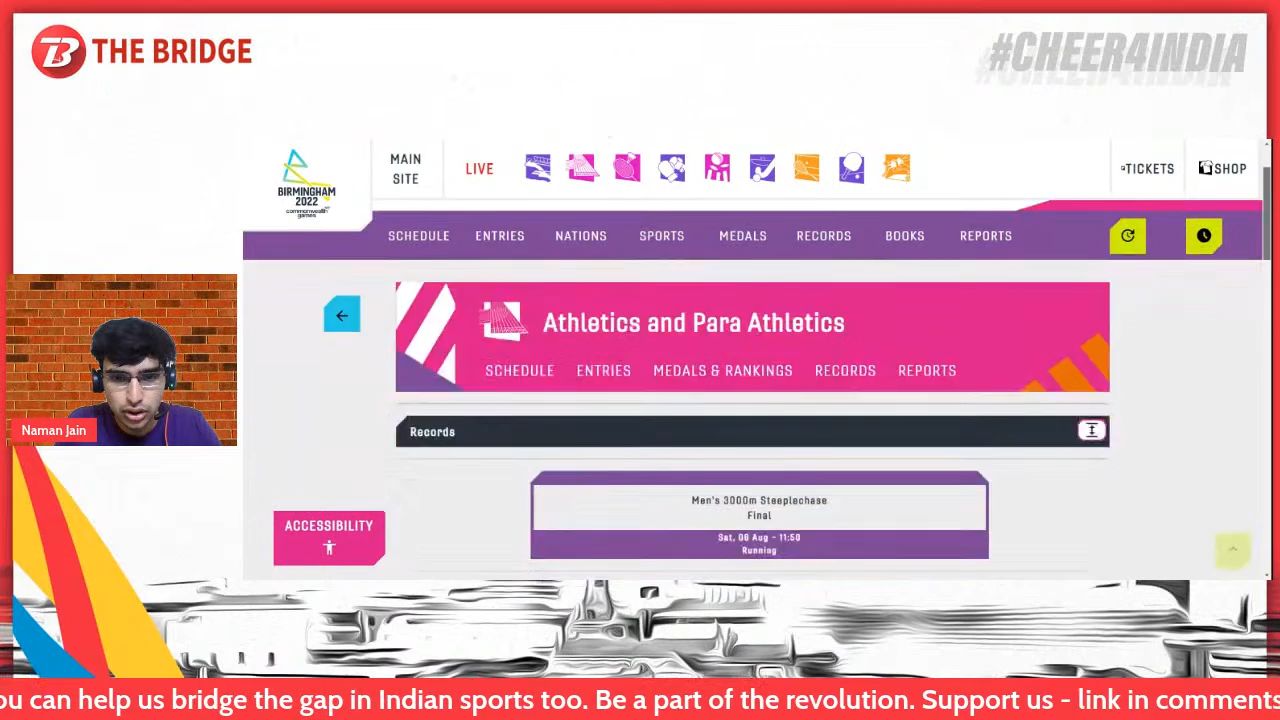 THE BRIDGE
#CHEER4INDIA
BIRMINGHAM
2022
commonwealth
games
MAIN
SITE
LIVE
TICKETS
SHOP
SCHEDULE ENTRIES NATIONS SPORTS MEDALS RECORDS BOOKS REPORTS
Athletics and Para Athletics
SCHEDULE ENTRIES MEDALS & RANKINGS RECORDS REPORTS
Naman Jain
Records
Men's 3000m Steeplechase
Final
Sat, 06 Aug - 11:50
Running
ACCESSIBILITY
ou can help us bridge the gap in Indian sports too. Be a part of the revolution. Support us - link in comments